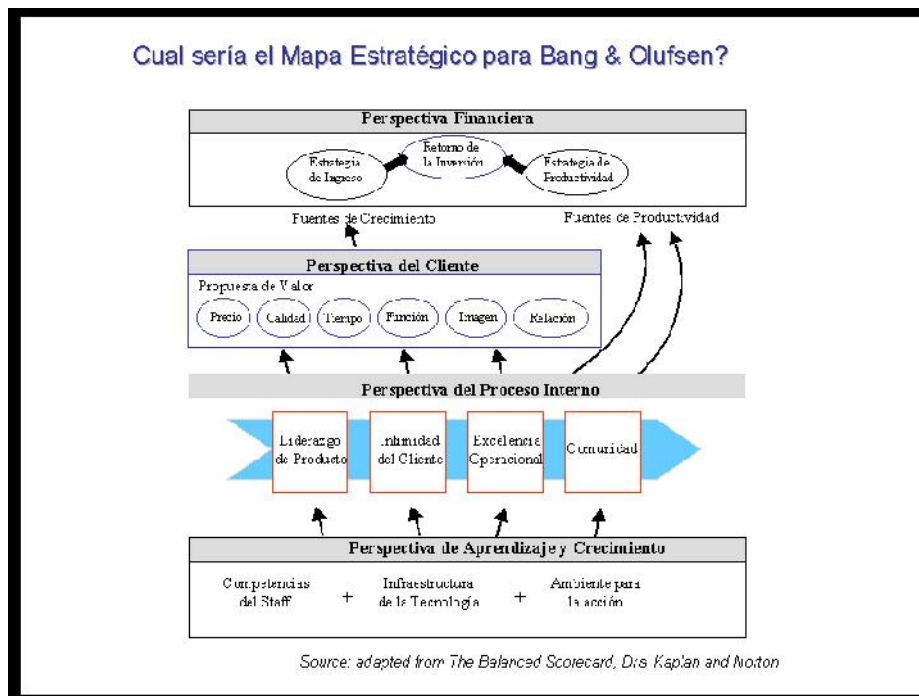 Cual sería el Mapa Estratégico para Bang & Olufsen?
Perspectiva Financiera
Retorno de
la Inversión
Estrategia
de Ingreso
Estrategia de
Productividad
Fuentes de Crecimiento
Fuentes de Productividad
Perspectiva del Cliente
Propuesta de Valor
Precio
Calidad
Tiempo
Función
Imagen
Relación
Perspectiva del Proceso Interno
Liderazgo
de Producto
Intimidad
del Cliente
Excelencia
Operacional
Comunidad
Perspectiva de Aprendizaje y Crecimiento
Competencias
del Staff
+
Infraestructura
de la Tecnología
+
Ambiente para
la acción
Source: adapted from The Balanced Scorecard, Drs. Kaplan and Norton